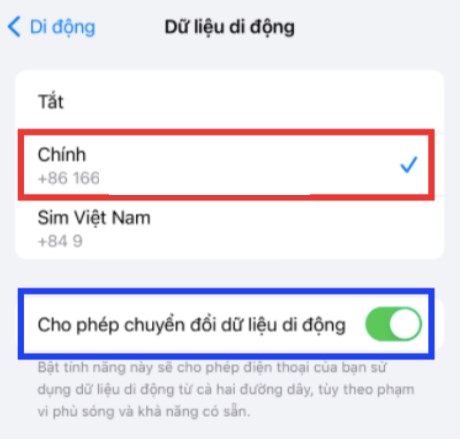 Di động
Dữ liệu di động
Tắt
Chính
+86 166
Sim Việt Nam
+84 9
Cho phép chuyển đổi dữ liệu di động
Bật tính năng này sẽ cho phép điện thoại của bạn sử
dụng dữ liệu di động từ cả hai đường dây, tùy theo phạm
vi phủ sóng và khả năng có sẵn.